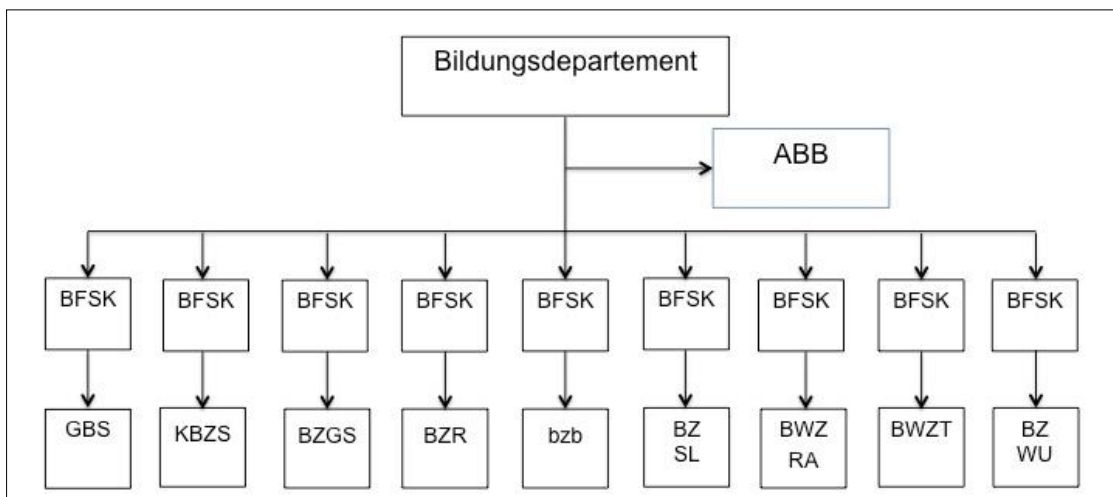 Bildungsdepartement
ABB
BFSK
BFSK
BFSK
BFSK
BFSK
BFSK
BFSK
BFSK
BFSK
GBS
KBZS
BZGS
BZR
bzb
BZ
SL
BWZ
RA
BWZT
BZ
WU